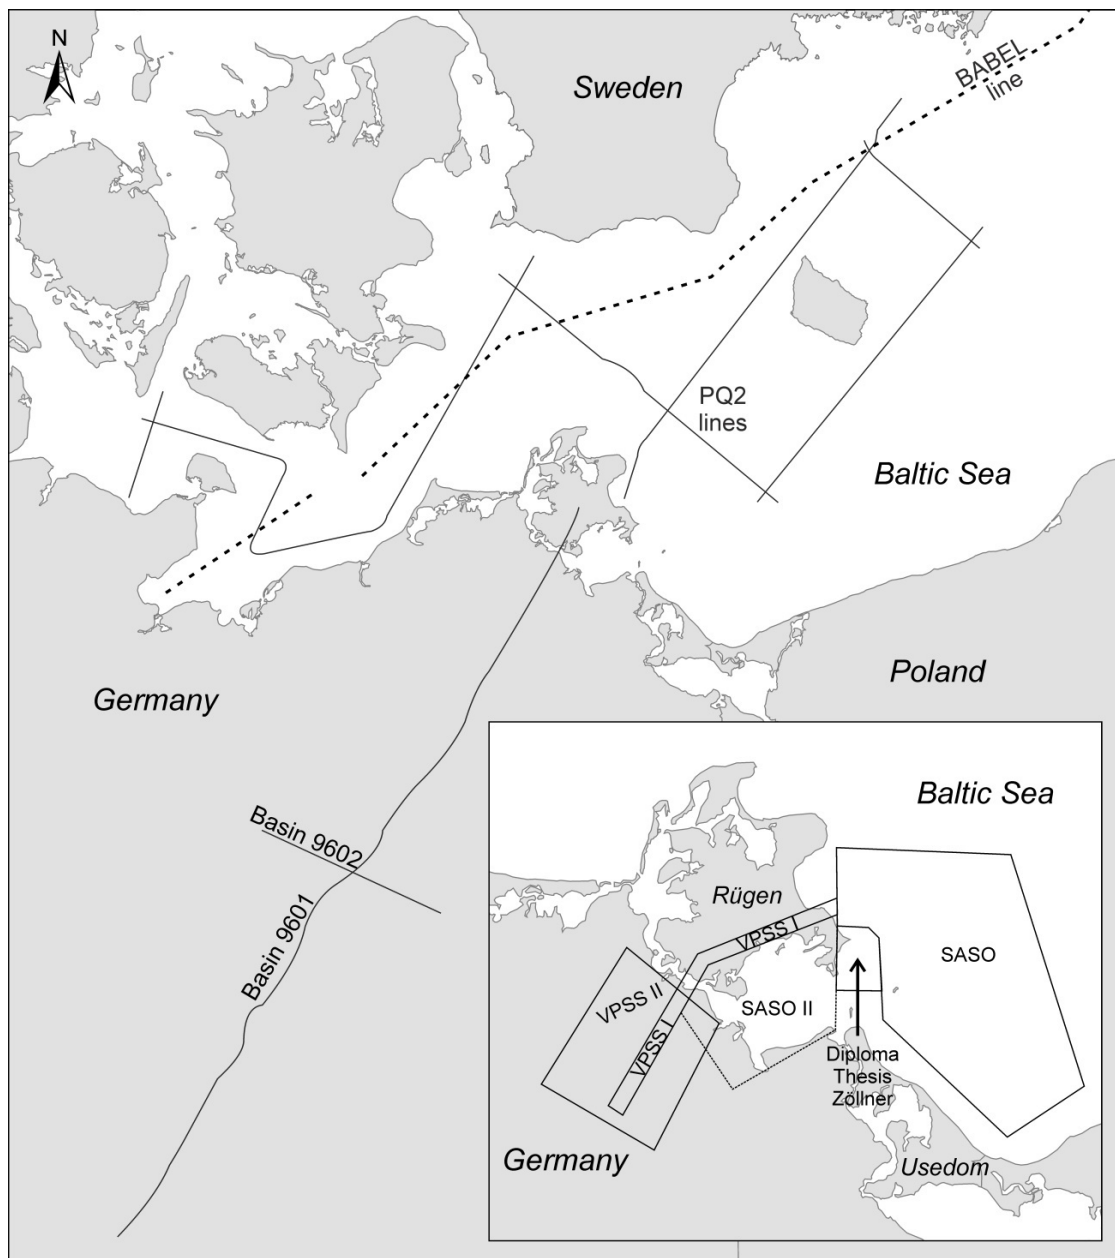 N
Sweden
BABEL
line
PQ2
lines
Baltic Sea
Germany
Poland
Basin 9602
Basin 9601
Baltic Sea
Rügen
VPSS I
SASO
VPSS II
SASO II
VPSS I
Diploma
Thesis
Zöllner
Germany
Usedom